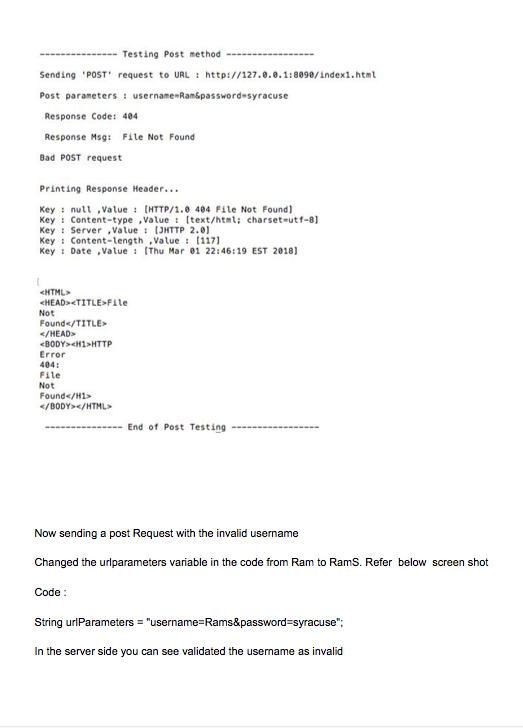 --------------- Testing Post method -----------------
Sending 'POST' request to URL : http://127.0.0.1:8090/index1.html
Post parameters : username=Ram&password=syracuse
Response Code: 404
Response Msg: File Not Found
Bad POST request
Printing Response Header...
Key : null ,Value : [HTTP/1.0 404 File Not Found]
Key : Content-type ,Value : [text/html; charset=utf-8]
Key : Server ,Value : [JHTTP 2.0]
Key : Content-length ,Value : [117]
Key : Date ,Value : [Thu Mar 01 22:46:19 EST 2018]
<HTML>
<HEAD><TITLE>File
Not
Found</TITLE>
</HEAD>
<BODY><H1>HTTP
Error
404:
File
Not
Found</H1>
</BODY></HTML>
--------------- End of Post Testing -----------------
Now sending a post Request with the invalid username
Changed the urlparameters variable in the code from Ram to RamS. Refer below screen shot
Code :
String urlParameters = "username=Rams&password=syracuse";
In the server side you can see validated the username as invalid